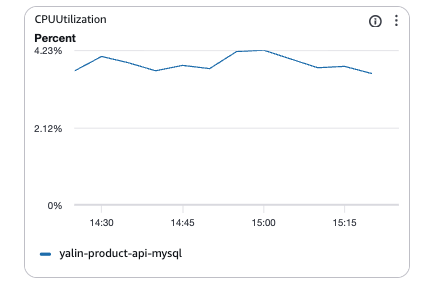 CPUUtilization
Percent
4.23%
2.12%
0%
14:30 14:45 15:00 15:15
yalin-product-api-mysql